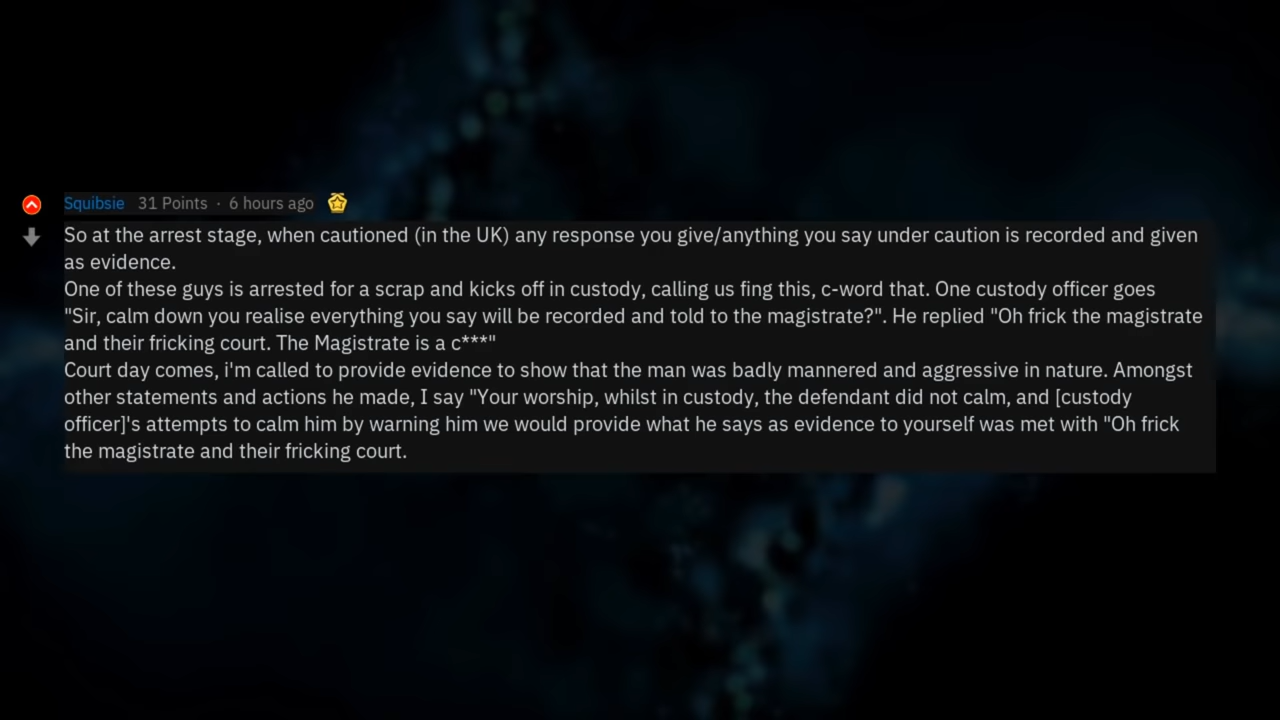 Squibsie 31 Points · 6 hours ago
So at the arrest stage, when cautioned (in the UK) any response you give/anything you say under caution is recorded and given
as evidence.
One of these guys is arrested for a scrap and kicks off in custody, calling us fing this, c-word that. One custody officer goes
"Sir, calm down you realise everything you say will be recorded and told to the magistrate?". He replied "Oh frick the magistrate
and their fricking court. The Magistrate is a c***"
Court day comes, i'm called to provide evidence to show that the man was badly mannered and aggressive in nature. Amongst
other statements and actions he made, I say "Your worship, whilst in custody, the defendant did not calm, and [custody
officer]'s attempts to calm him by warning him we would provide what he says as evidence to yourself was met with "Oh frick
the magistrate and their fricking court.